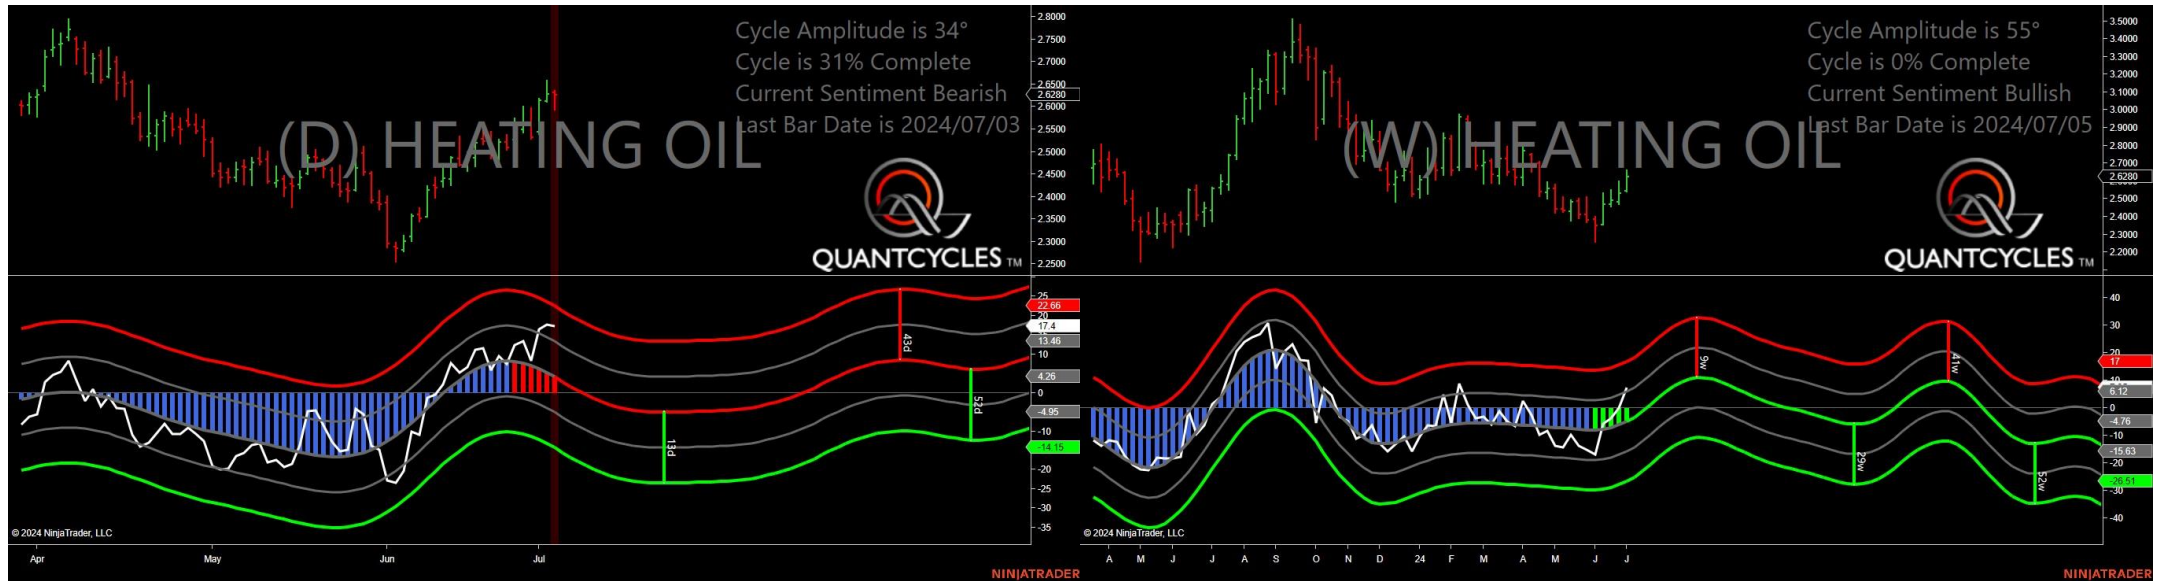 Cycle Amplitude is 34°
Cycle is 31% Complete
Current Sentiment Bearish
Last Bar Date is 2024/07/03
(D) HEATING OIL
QUANTCYCLES TM
2.8000
2.7500
2.7000
2.6500
2.6280
2.6000
2.5500
2.5000
2.4500
2.4000
2.3500
2.3000
2.2500
25
22.66
20
17.4
13.46
10
4.26
0
-4.95
-10
-14.15
-20
-25
-30
-35
13d
43d
52d
© 2024 NinjaTrader, LLC
Apr May Jun Jul
NINJATRADER
Cycle Amplitude is 55°
Cycle is 0% Complete
Current Sentiment Bullish
Last Bar Date is 2024/07/05
(W) HEATING OIL
QUANTCYCLES TM
3.5000
3.4000
3.3000
3.2000
3.1000
3.0000
2.9000
2.8000
2.7000
2.6280
2.5000
2.4000
2.3000
2.2000
40
30
20
17
10
6.12
0
-4.76
-10
-15.63
-20
-26.51
-30
-40
9w
29w
41w
52w
© 2024 NinjaTrader, LLC
A M J J A S O N D 24 F M A M J J
NINJATRADER